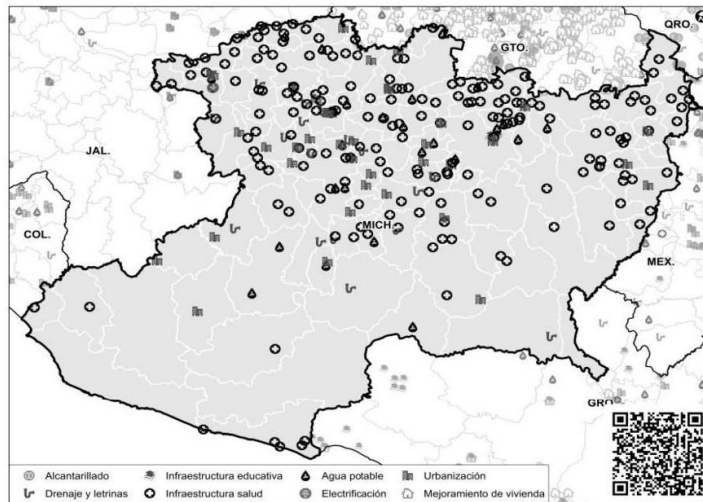 QRO.
GTO.
JAL.
COL.
MICH.
MEX.
GRO
Alcantarillado
Infraestructura educativa
Agua potable
Urbanización
Drenaje y letrinas
Infraestructura salud
Electrificación
Mejoramiento de vivienda